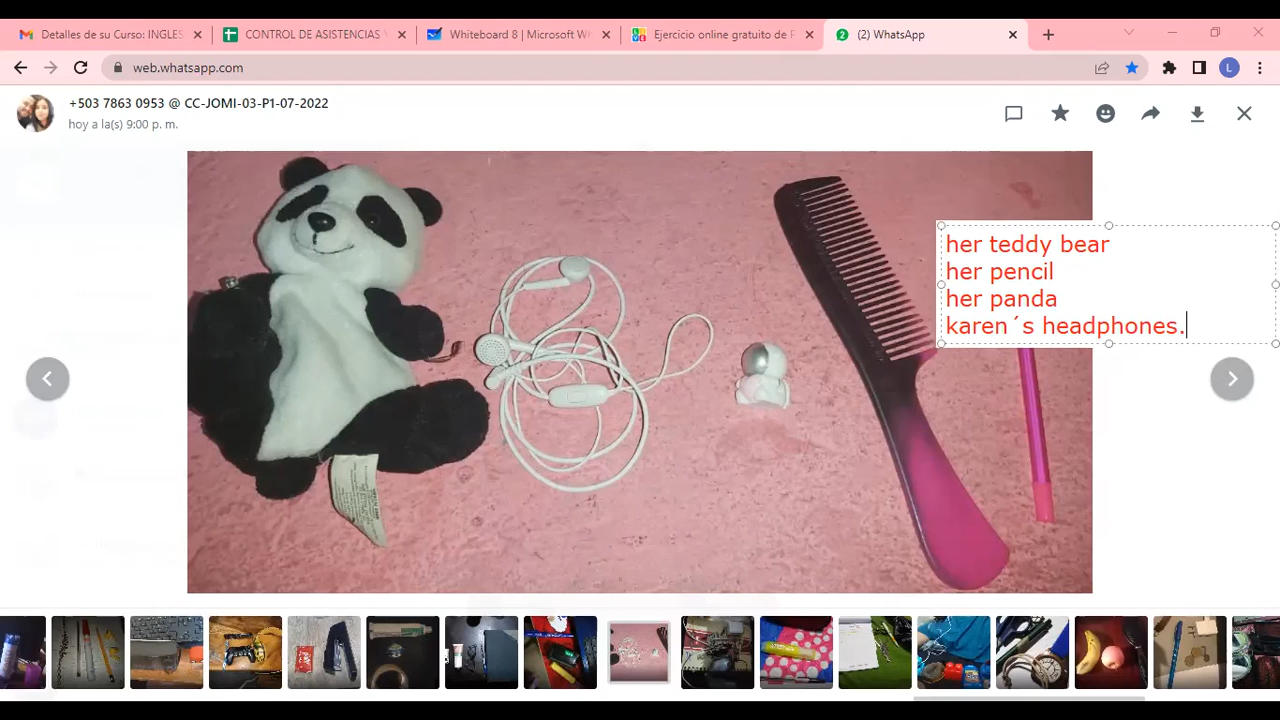 Detalles de su Curso: INGLES
CONTROL DE ASISTENCIAS
Whiteboard 8 | Microsoft
Ejercicio online gratuito de
(2) WhatsApp
web.whatsapp.com
L
+503 7863 0953 @ CC-JOMI-03-P1-07-2022
hoy a la(s) 9:00 p. m.
her teddy bear
her pencil
her panda
karen´s headphones.